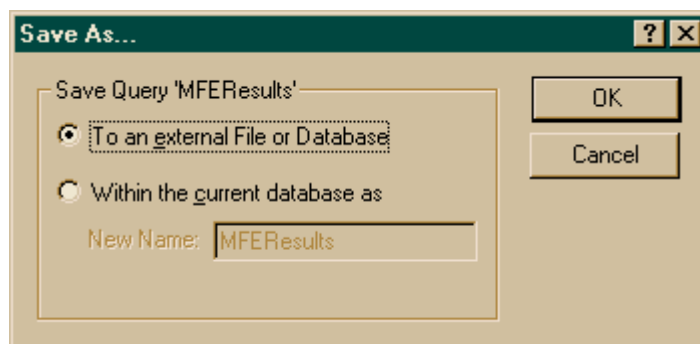 Save As...
Save Query 'MFEResults'
To an external File or Database
Within the current database as
New Name: MFEResults
OK
Cancel